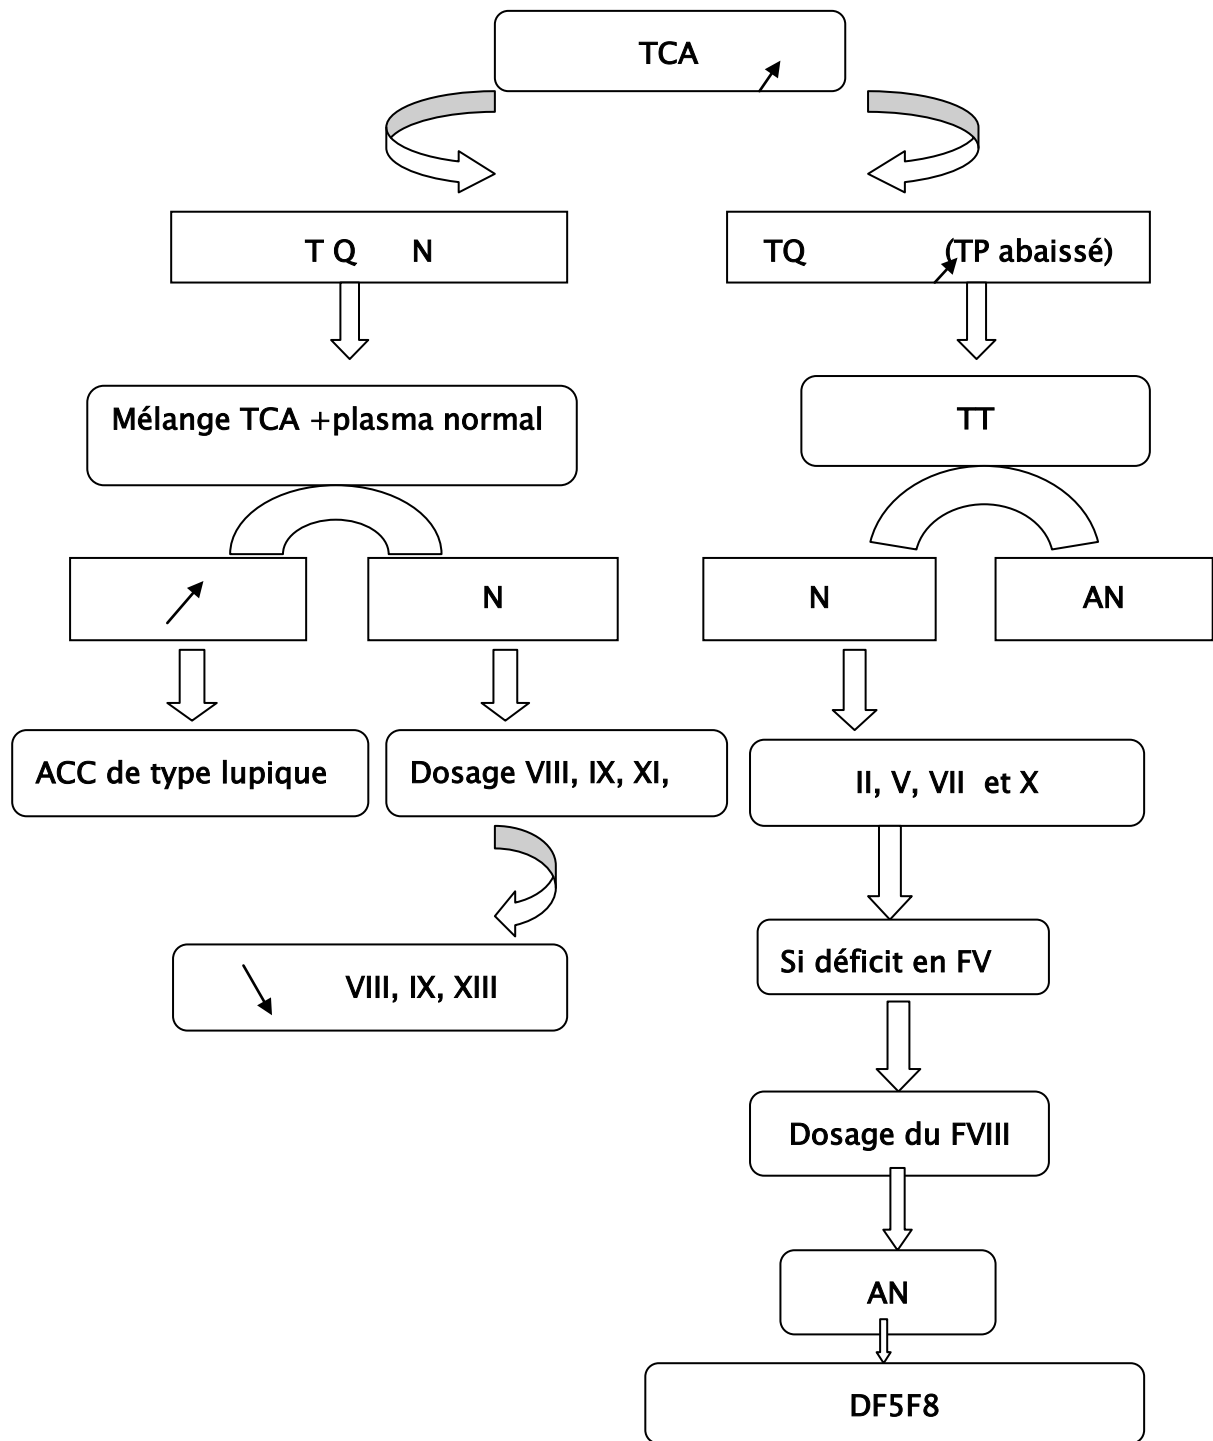 TCA
T Q N
TQ (TP abaissé)
Mélange TCA +plasma normal
TT
N
N
AN
ACC de type lupique
Dosage VIII, IX, XI,
II, V, VII et X
Si déficit en FV
VIII, IX, XIII
Dosage du FVIII
AN
DF5F8